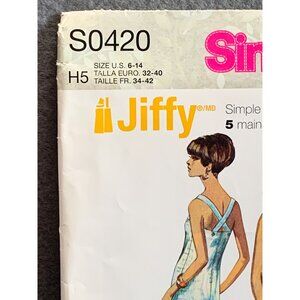 S0420
Sim
H5
SIZE U.S. 6-14
TALLA EURO. 32-40
TAILLE FR. 34-42
Jiffy®/MD
Simple
5 main